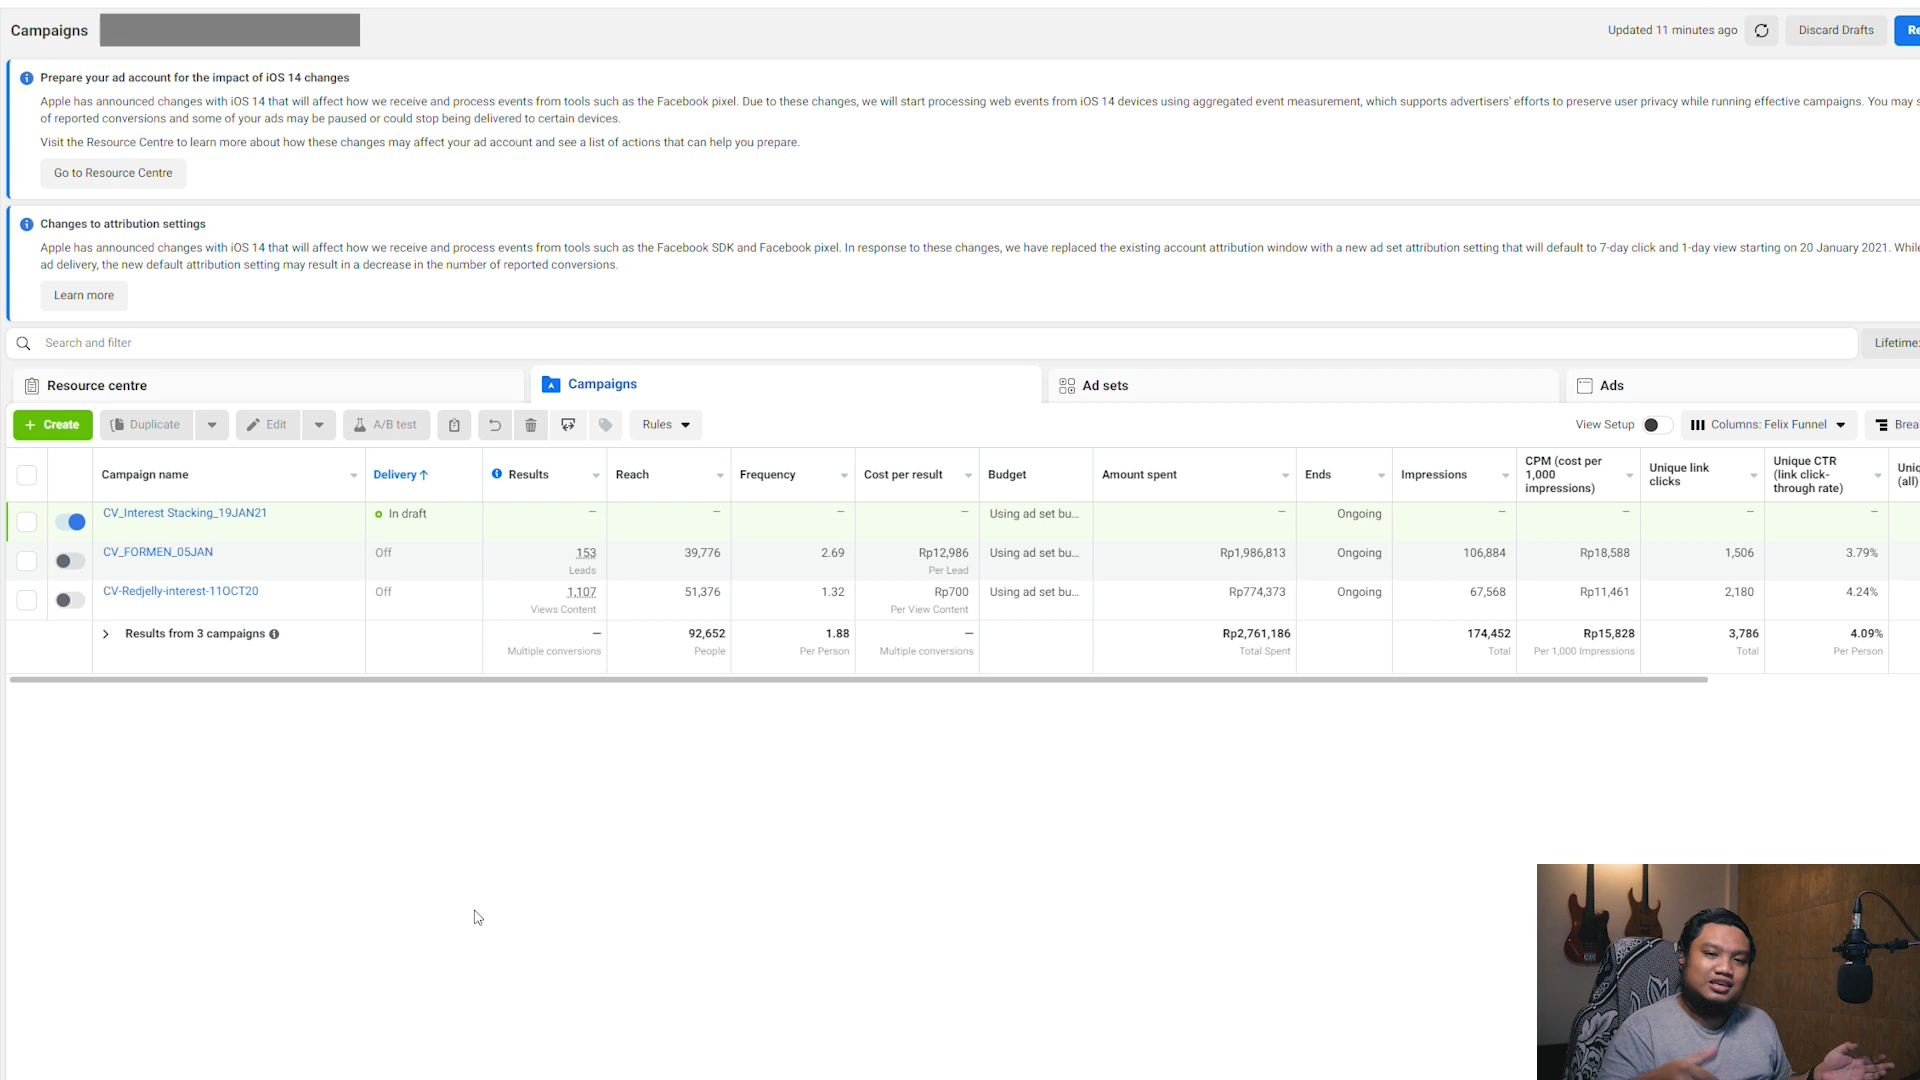 Campaigns
Updated 11 minutes ago
Discard Drafts
Re
Prepare your ad account for the impact of iOS 14 changes
Apple has announced changes with iOS 14 that will affect how we receive and process events from tools such as the Facebook pixel. Due to these changes, we will start processing web events from iOS 14 devices using aggregated event measurement, which supports advertisers' efforts to preserve user privacy while running effective campaigns. You may s
of reported conversions and some of your ads may be paused or could stop being delivered to certain devices.
Visit the Resource Centre to learn more about how these changes may affect your ad account and see a list of actions that can help you prepare.
Go to Resource Centre
Changes to attribution settings
Apple has announced changes with iOS 14 that will affect how we receive and process events from tools such as the Facebook SDK and Facebook pixel. In response to these changes, we have replaced the existing account attribution window with a new ad set attribution setting that will default to 7-day click and 1-day view starting on 20 January 2021. While
ad delivery, the new default attribution setting may result in a decrease in the number of reported conversions.
Learn more
Search and filter
Lifetime:
Resource centre
Campaigns
Ad sets
Ads
+ Create
Duplicate
Edit
A/B test
Rules
View Setup
Columns: Felix Funnel
Brea
Campaign name
Delivery ↑
Results
Reach
Frequency
Cost per result
Budget
Amount spent
Ends
Impressions
CPM (cost per
1,000
impressions)
Unique link
clicks
Unique CTR
(link click-
through rate)
Uniq
(all)
CV_Interest Stacking_19JAN21
In draft
— — — — Using ad set bu... — Ongoing — — — —
CV_FORMEN_05JAN
Off
153
Leads
39,776
2.69
Rp12,986
Per Lead
Using ad set bu...
Rp1,986,813
Ongoing
106,884
Rp18,588
1,506
3.79%
CV-Redjelly-interest-11OCT20
Off
1,107
Views Content
51,376
1.32
Rp700
Per View Content
Using ad set bu...
Rp774,373
Ongoing
67,568
Rp11,461
2,180
4.24%
Results from 3 campaigns
—
Multiple conversions
92,652
People
1.88
Per Person
—
Multiple conversions
Rp2,761,186
Total Spent
174,452
Total
Rp15,828
Per 1,000 Impressions
3,786
Total
4.09%
Per Person